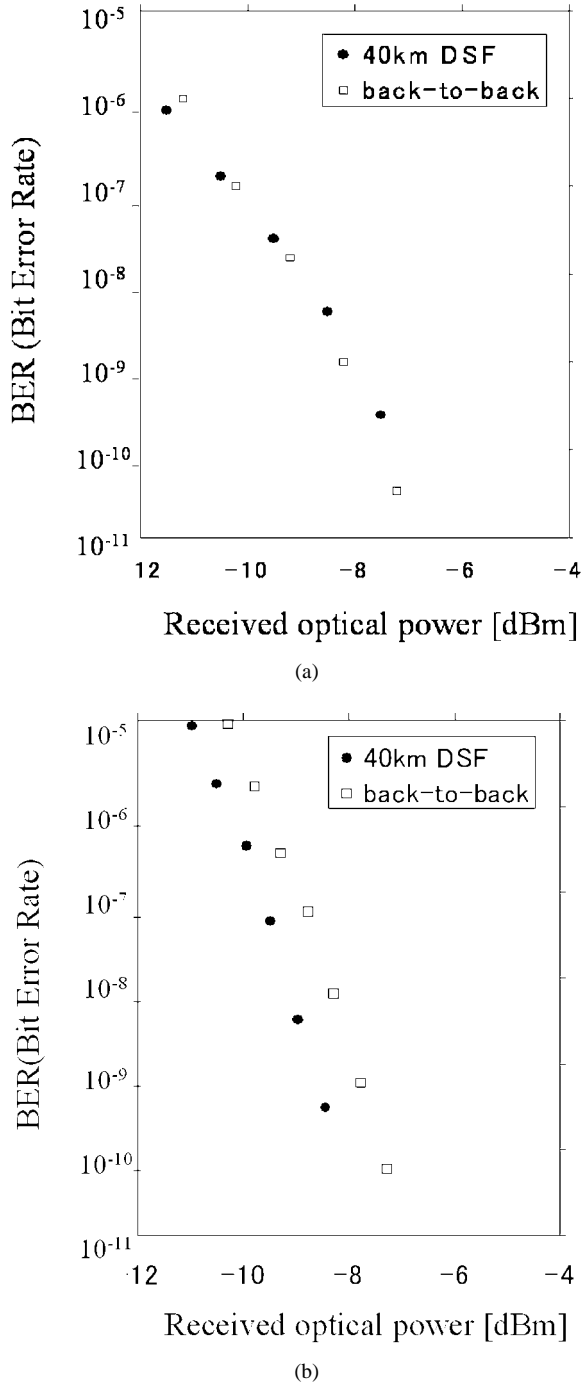 10-5
40km DSF
back-to-back
10-6
10-7
10-8
10-9
10-10
10-11
BER (Bit Error Rate)
12 -10 -8 -6 -4
Received optical power [dBm]
(a)
10-5
40km DSF
back-to-back
10-6
10-7
10-8
10-9
10-10
10-11
BER(Bit Error Rate)
-12 -10 -8 -6 -4
Received optical power [dBm]
(b)